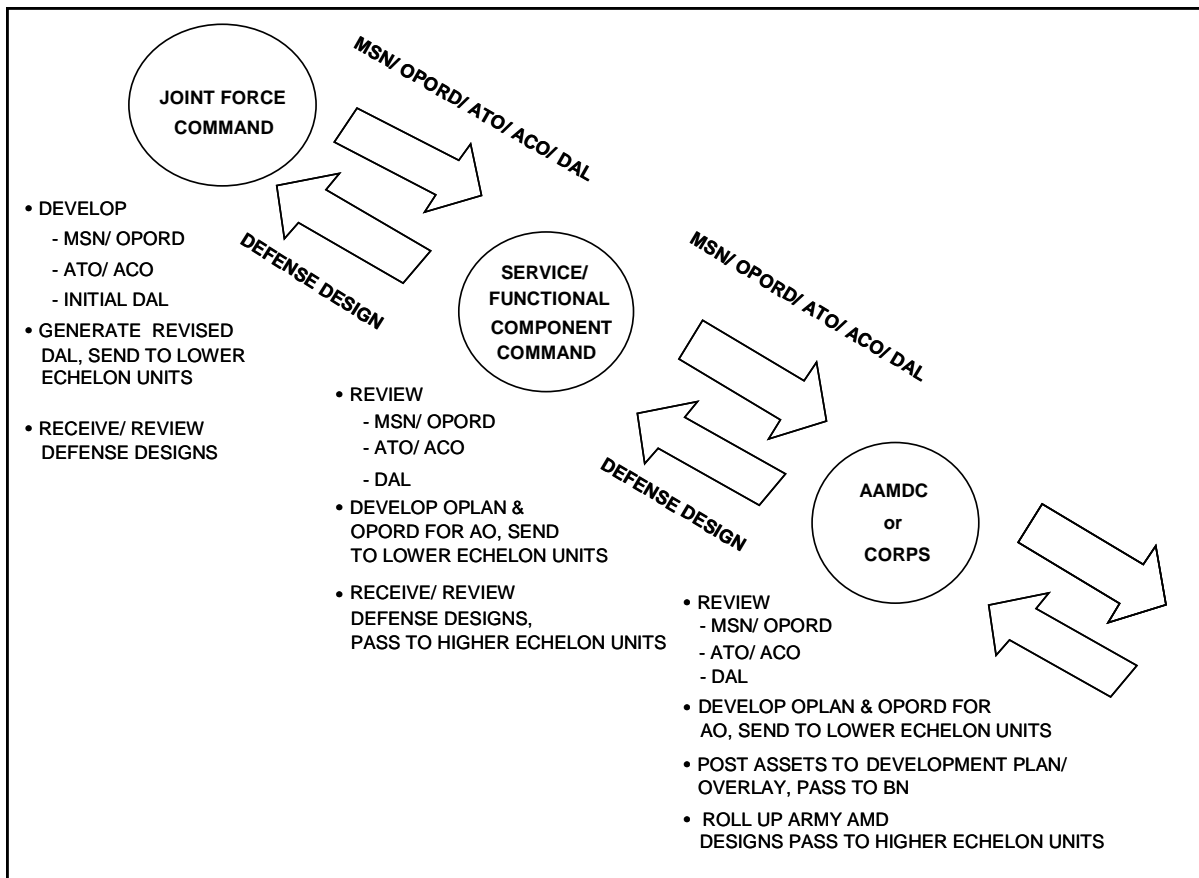 JOINT FORCE
COMMAND
MSN/ OPORD/ ATO/ ACO/ DAL
DEFENSE DESIGN
• DEVELOP
- MSN/ OPORD
- ATO/ ACO
- INITIAL DAL
• GENERATE REVISED
DAL, SEND TO LOWER
ECHELON UNITS
• RECEIVE/ REVIEW
DEFENSE DESIGNS
SERVICE/
FUNCTIONAL
COMPONENT
COMMAND
MSN/ OPORD/ ATO/ ACO/ DAL
DEFENSE DESIGN
• REVIEW
- MSN/ OPORD
- ATO/ ACO
- DAL
• DEVELOP OPLAN &
OPORD FOR AO, SEND
TO LOWER ECHELON UNITS
• RECEIVE/ REVIEW
DEFENSE DESIGNS,
PASS TO HIGHER ECHELON UNITS
AAMDC
or
CORPS
• REVIEW
- MSN/ OPORD
- ATO/ ACO
- DAL
• DEVELOP OPLAN & OPORD FOR
AO, SEND TO LOWER ECHELON UNITS
• POST ASSETS TO DEVELOPMENT PLAN/
OVERLAY, PASS TO BN
• ROLL UP ARMY AMD
DESIGNS PASS TO HIGHER ECHELON UNITS